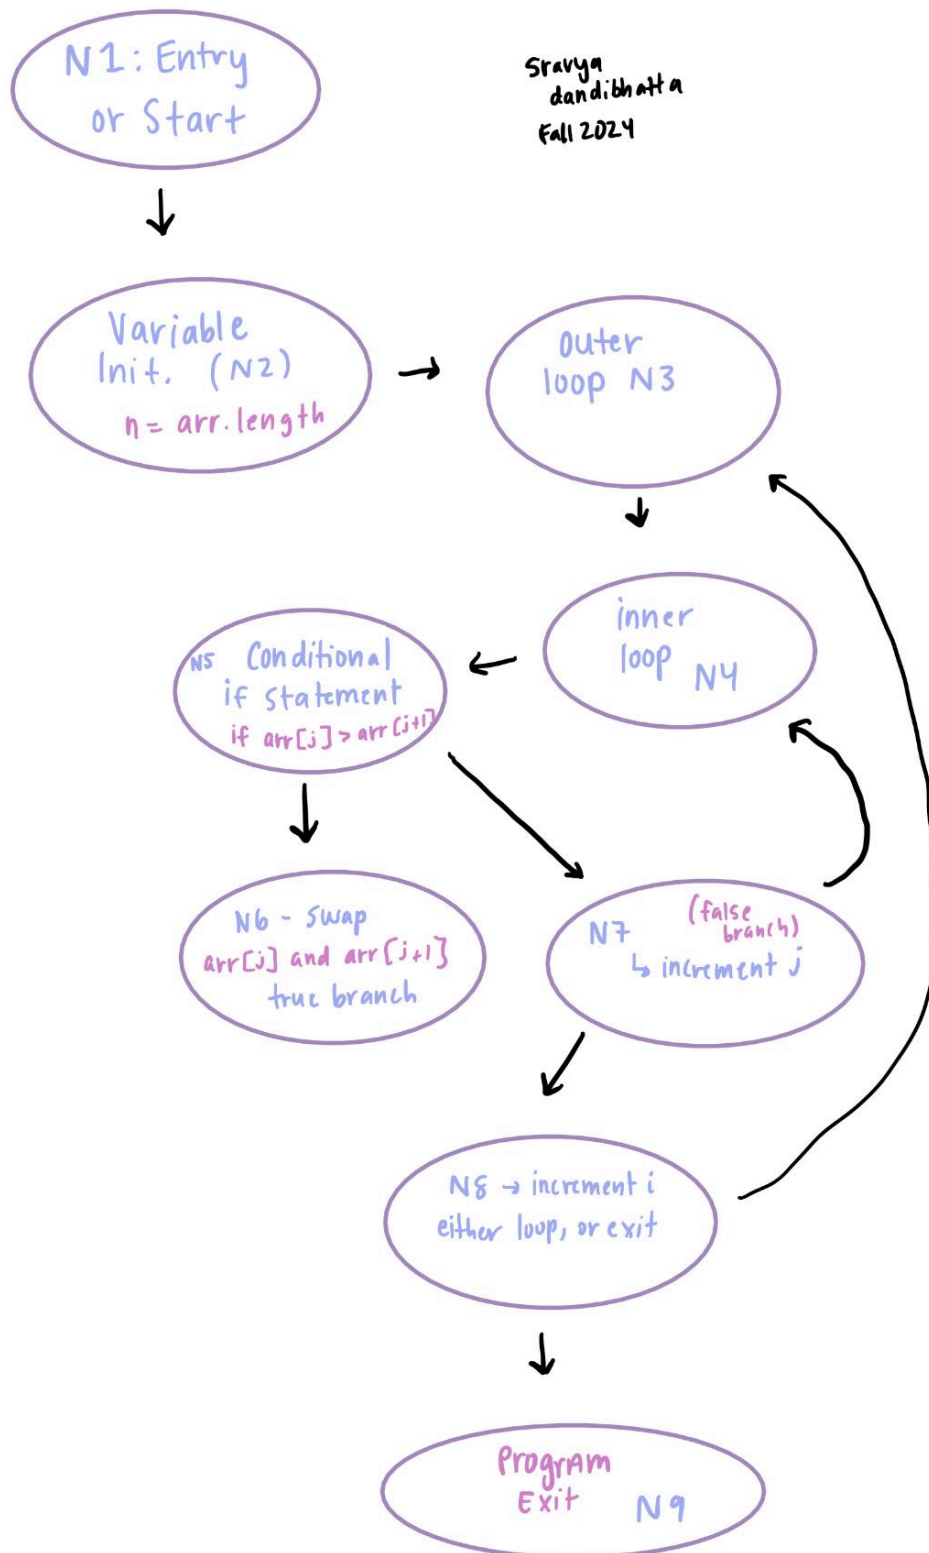 N1: Entry
or Start
Sravya
dandibhatta
Fall 2024
Variable
Init. (N2)
n = arr.length
outer
loop N3
inner
loop N4
N5 Conditional
if statement
if arr[j] > arr[j+1]
N6 - swap
arr[j] and arr[j+1]
true branch
(false
branch)
N7
↳ increment j
N8 → increment i
either loop, or exit
Program
Exit N9